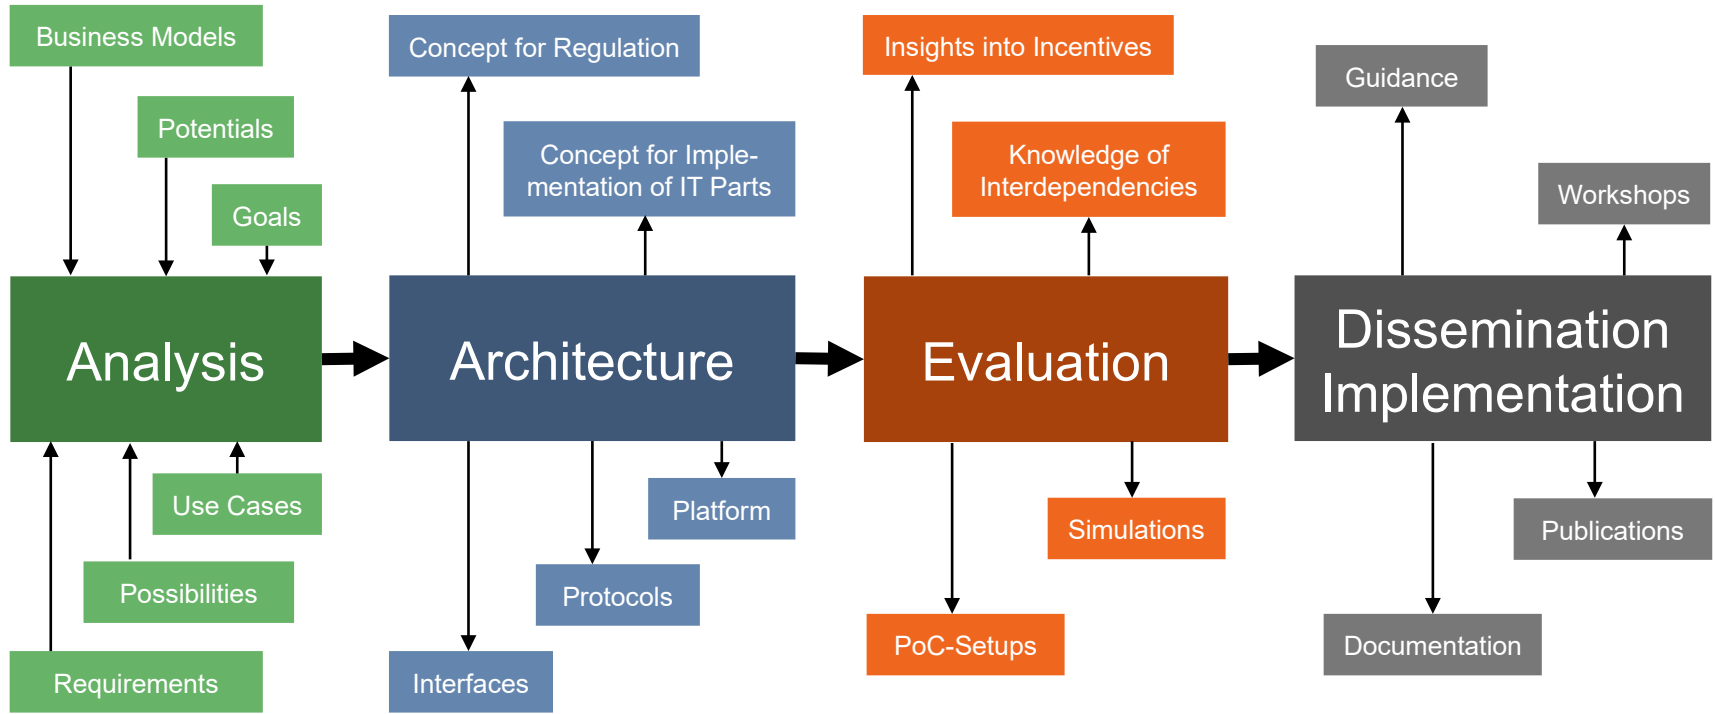 Business Models
Potentials
Goals
Analysis
Use Cases
Possibilities
Requirements
Concept for Regulation
Concept for Imple-
mentation of IT Parts
Architecture
Platform
Protocols
Interfaces
Insights into Incentives
Knowledge of
Interdependencies
Evaluation
Simulations
PoC-Setups
Guidance
Workshops
Dissemination
Implementation
Publications
Documentation